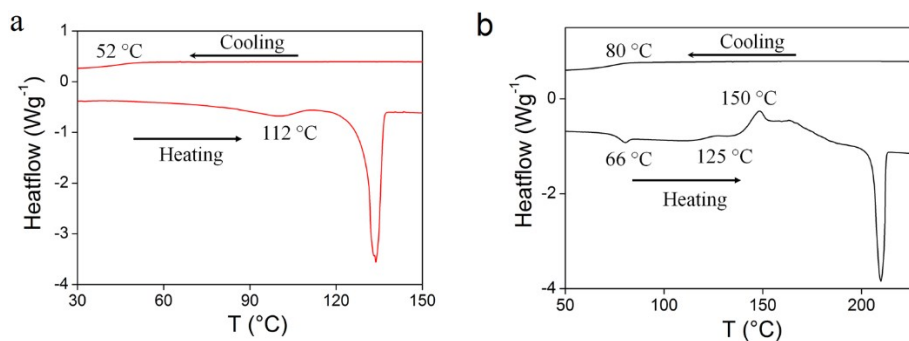 a
1
0
-1
-2
-3
-4
30
60
90
120
150
Heatflow (Wg-1)
T (°C)
52 °C
Cooling
112 °C
Heating
b
2
0
-2
-4
50
100
150
200
Heatflow (Wg-1)
T (°C)
80 °C
Cooling
150 °C
66 °C
125 °C
Heating